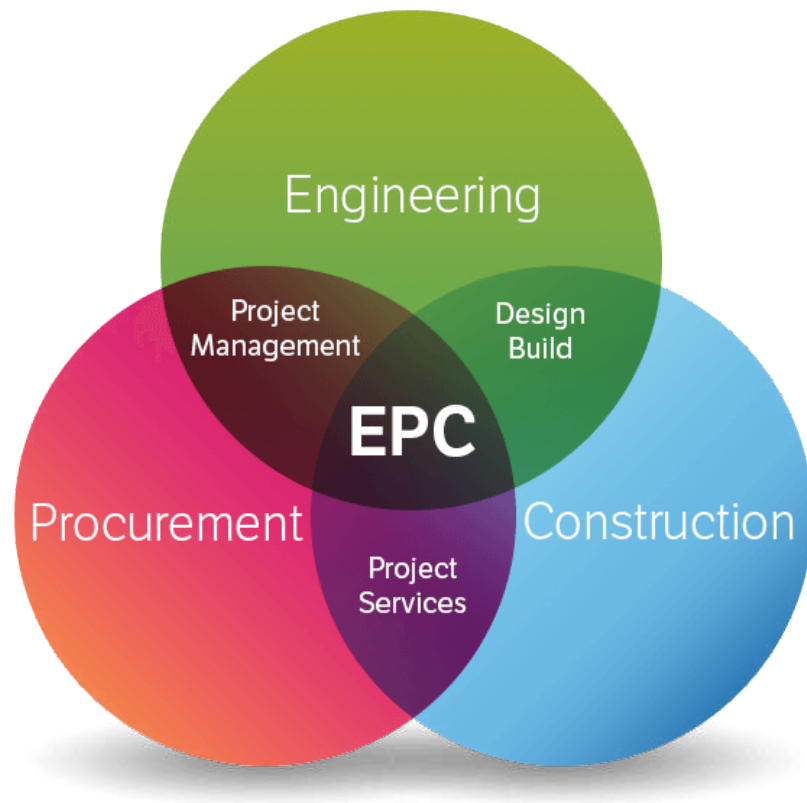 Engineering
Project
Management
Design
Build
EPC
Procurement
Construction
Project
Services